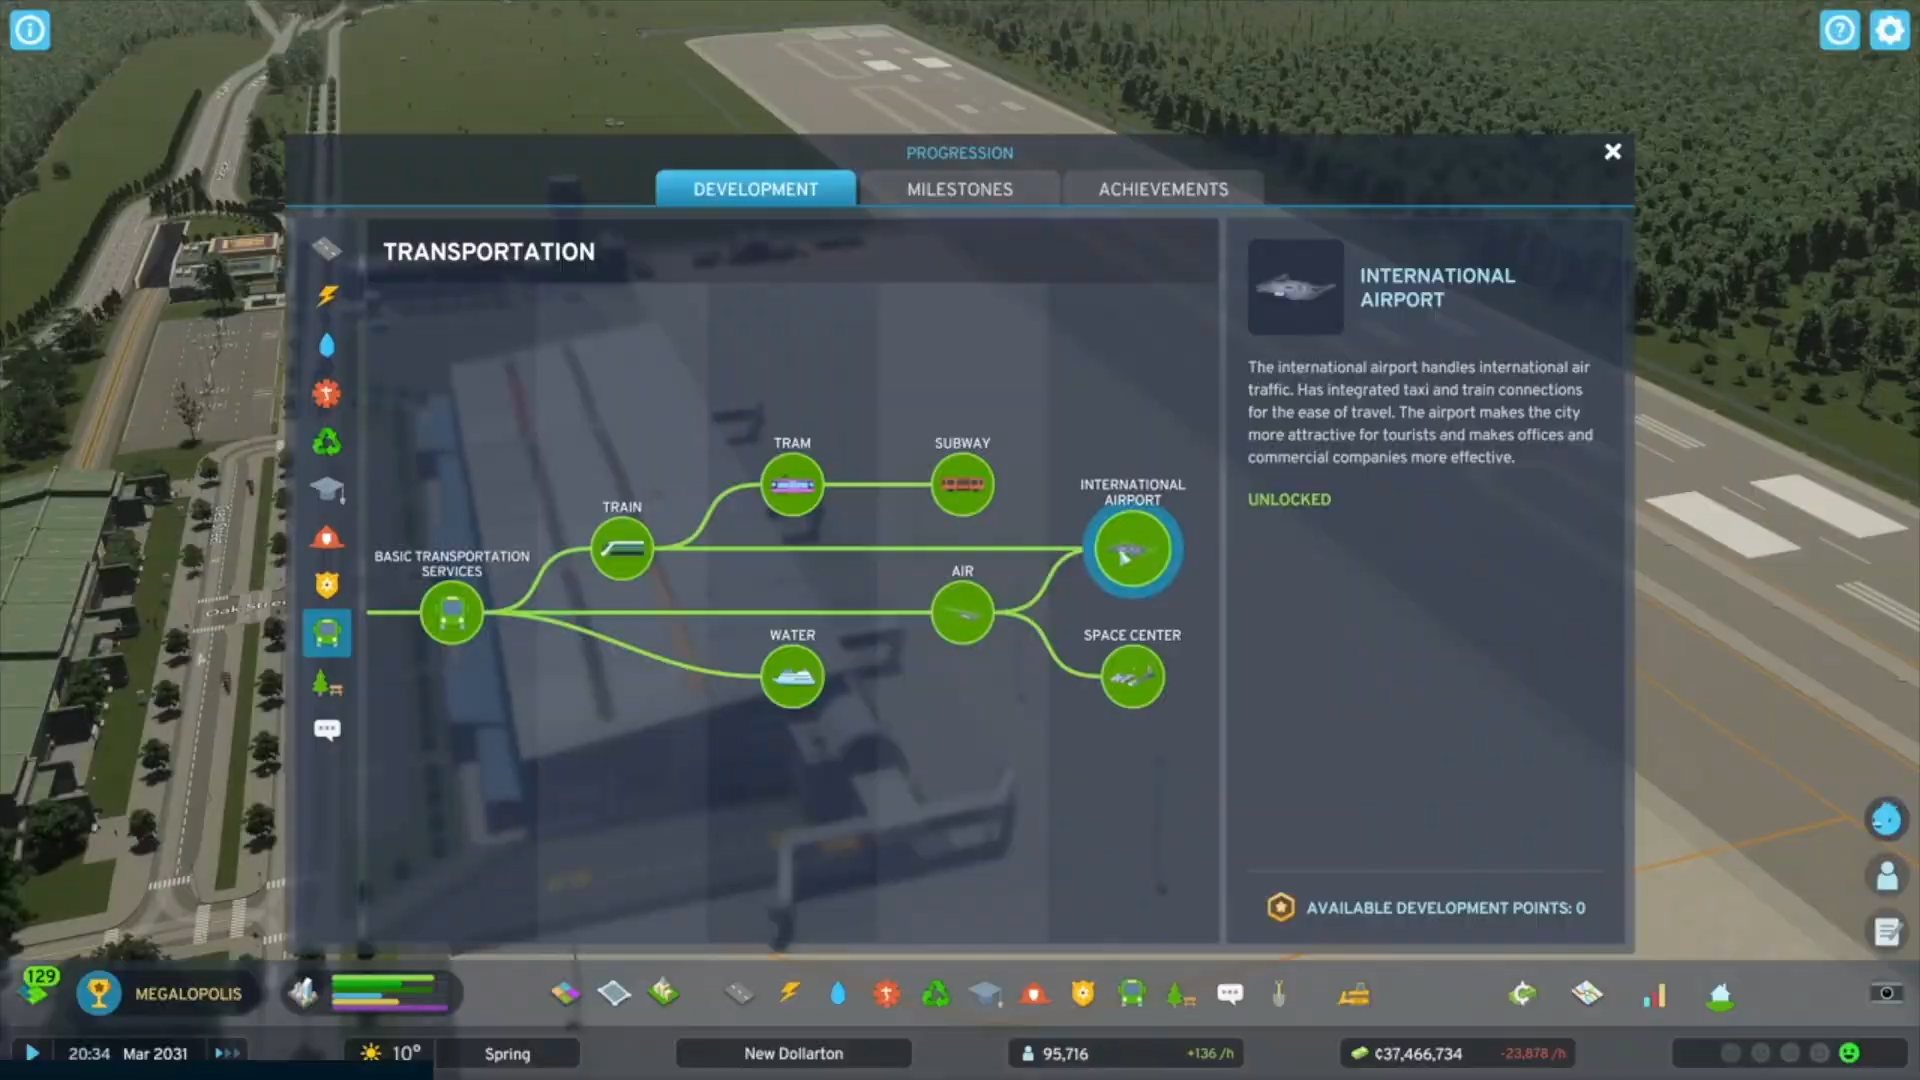 PROGRESSION
DEVELOPMENT
MILESTONES
ACHIEVEMENTS
TRANSPORTATION
INTERNATIONAL
AIRPORT
The international airport handles international air
traffic. Has integrated taxi and train connections
for the ease of travel. The airport makes the city
more attractive for tourists and makes offices and
commercial companies more effective.
UNLOCKED
TRAM
SUBWAY
INTERNATIONAL
AIRPORT
TRAIN
BASIC TRANSPORTATION
SERVICES
AIR
WATER
SPACE CENTER
Oak Stre
AVAILABLE DEVELOPMENT POINTS: 0
129
MEGALOPOLIS
20:34 Mar 2031
10°
Spring
New Dollarton
95,716
+136 /h
¢37,466,734
-23,878 /h